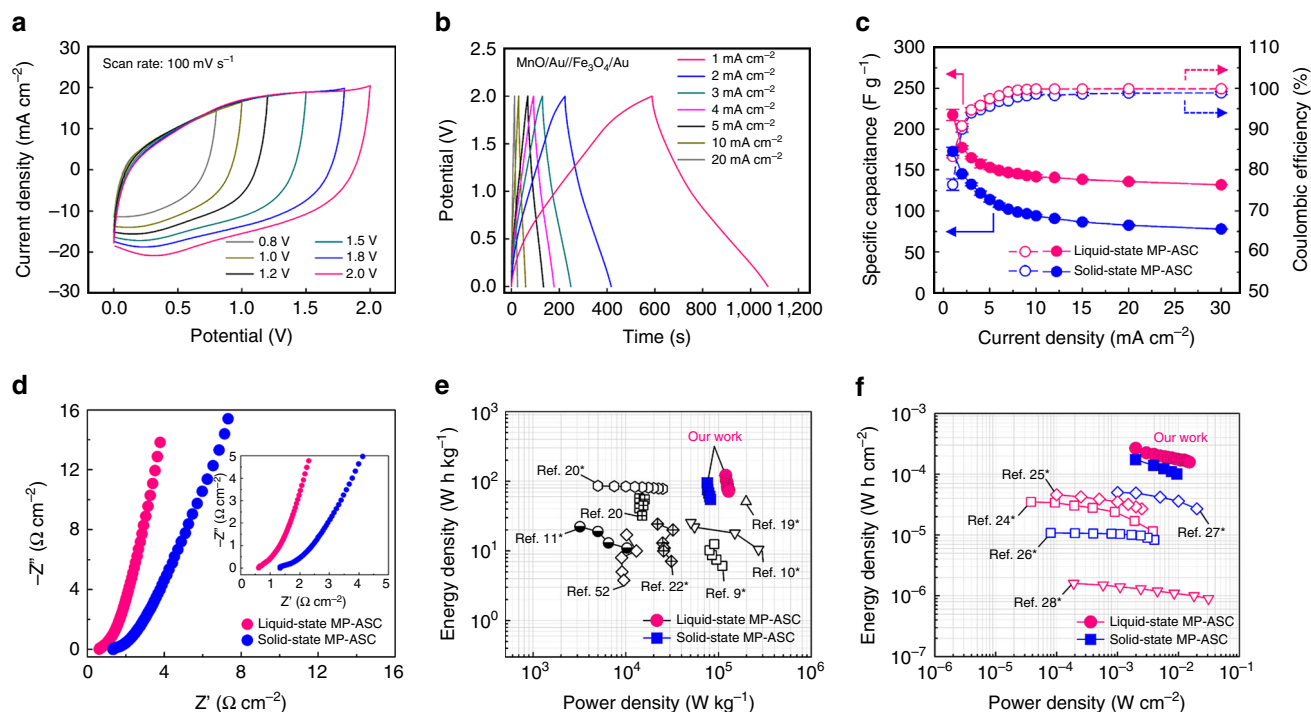 a
Current density (mA cm⁻²)
30
20
10
0
−10
−20
−30
Scan rate: 100 mV s⁻¹
0.8 V
1.0 V
1.2 V
1.5 V
1.8 V
2.0 V
0.0 0.5 1.0 1.5 2.0
Potential (V)
b
Potential (V)
2.5
2.0
1.5
1.0
0.5
0.0
MnO/Au//Fe₃O₄/Au
1 mA cm⁻²
2 mA cm⁻²
3 mA cm⁻²
4 mA cm⁻²
5 mA cm⁻²
10 mA cm⁻²
20 mA cm⁻²
0 200 400 600 800 1,000 1,200
Time (s)
c
Specific capacitance (F g⁻¹)
300
250
200
150
100
75
50
25
0
Coulombic efficiency (%)
110
100
90
80
70
60
50
Liquid-state MP-ASC
Solid-state MP-ASC
0 5 10 15 20 25 30
Current density (mA cm⁻²)
d
−Z″ (Ω cm⁻²)
16
12
8
4
0
5
4
3
2
1
0
−Z″ (Ω cm⁻²)
0 1 2 3 4 5
Z′ (Ω cm⁻²)
Liquid-state MP-ASC
Solid-state MP-ASC
0 4 8 12 16
Z′ (Ω cm⁻²)
e
Energy density (W h kg⁻¹)
10³
10²
10¹
10⁰
Our work
Ref. 20*
Ref. 20
Ref. 11*
Ref. 19*
Ref. 52
Ref. 22*
Ref. 9*
Ref. 10*
Liquid-state MP-ASC
Solid-state MP-ASC
10³ 10⁴ 10⁵ 10⁶
Power density (W kg⁻¹)
f
Energy density (W h cm⁻²)
10⁻³
10⁻⁴
10⁻⁵
10⁻⁶
10⁻⁷
Our work
Ref. 25*
Ref. 24*
Ref. 27*
Ref. 26*
Ref. 28*
Liquid-state MP-ASC
Solid-state MP-ASC
10⁻⁶ 10⁻⁵ 10⁻⁴ 10⁻³ 10⁻² 10⁻¹
Power density (W cm⁻²)